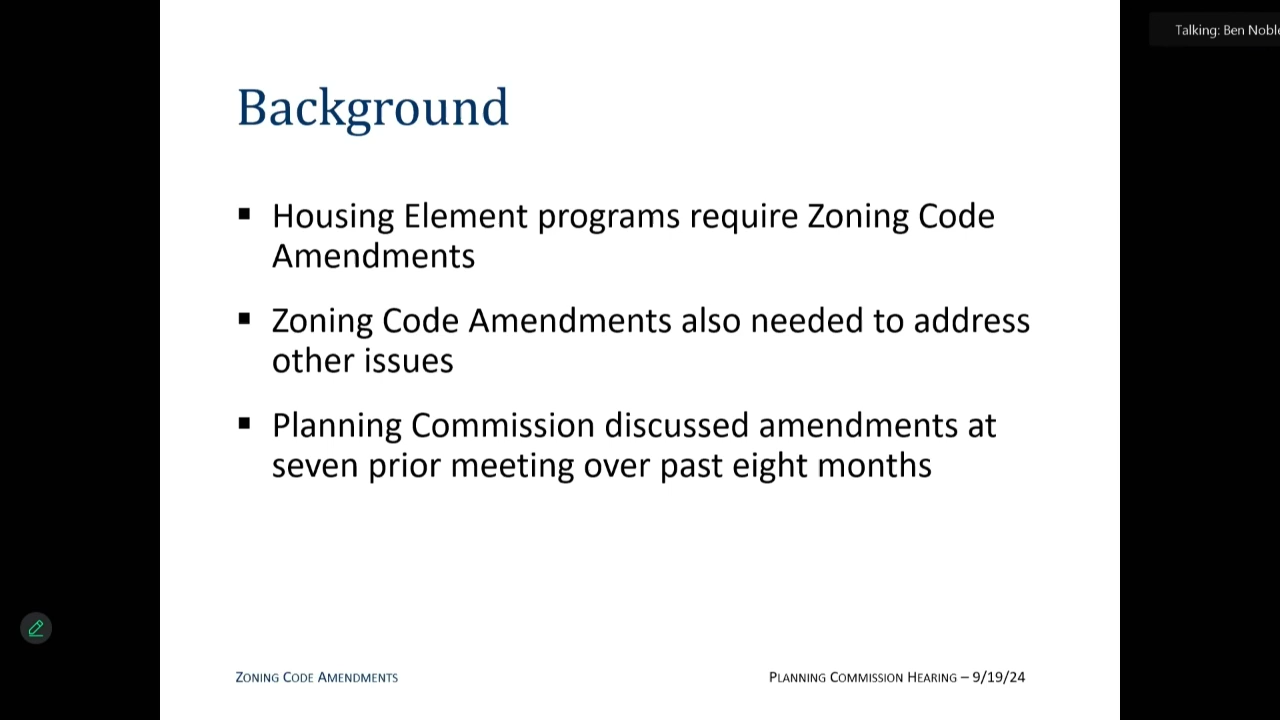 Talking: Ben Noble
Background
▪ Housing Element programs require Zoning Code
Amendments
▪ Zoning Code Amendments also needed to address
other issues
▪ Planning Commission discussed amendments at
seven prior meeting over past eight months
Zoning Code Amendments
Planning Commission Hearing – 9/19/24